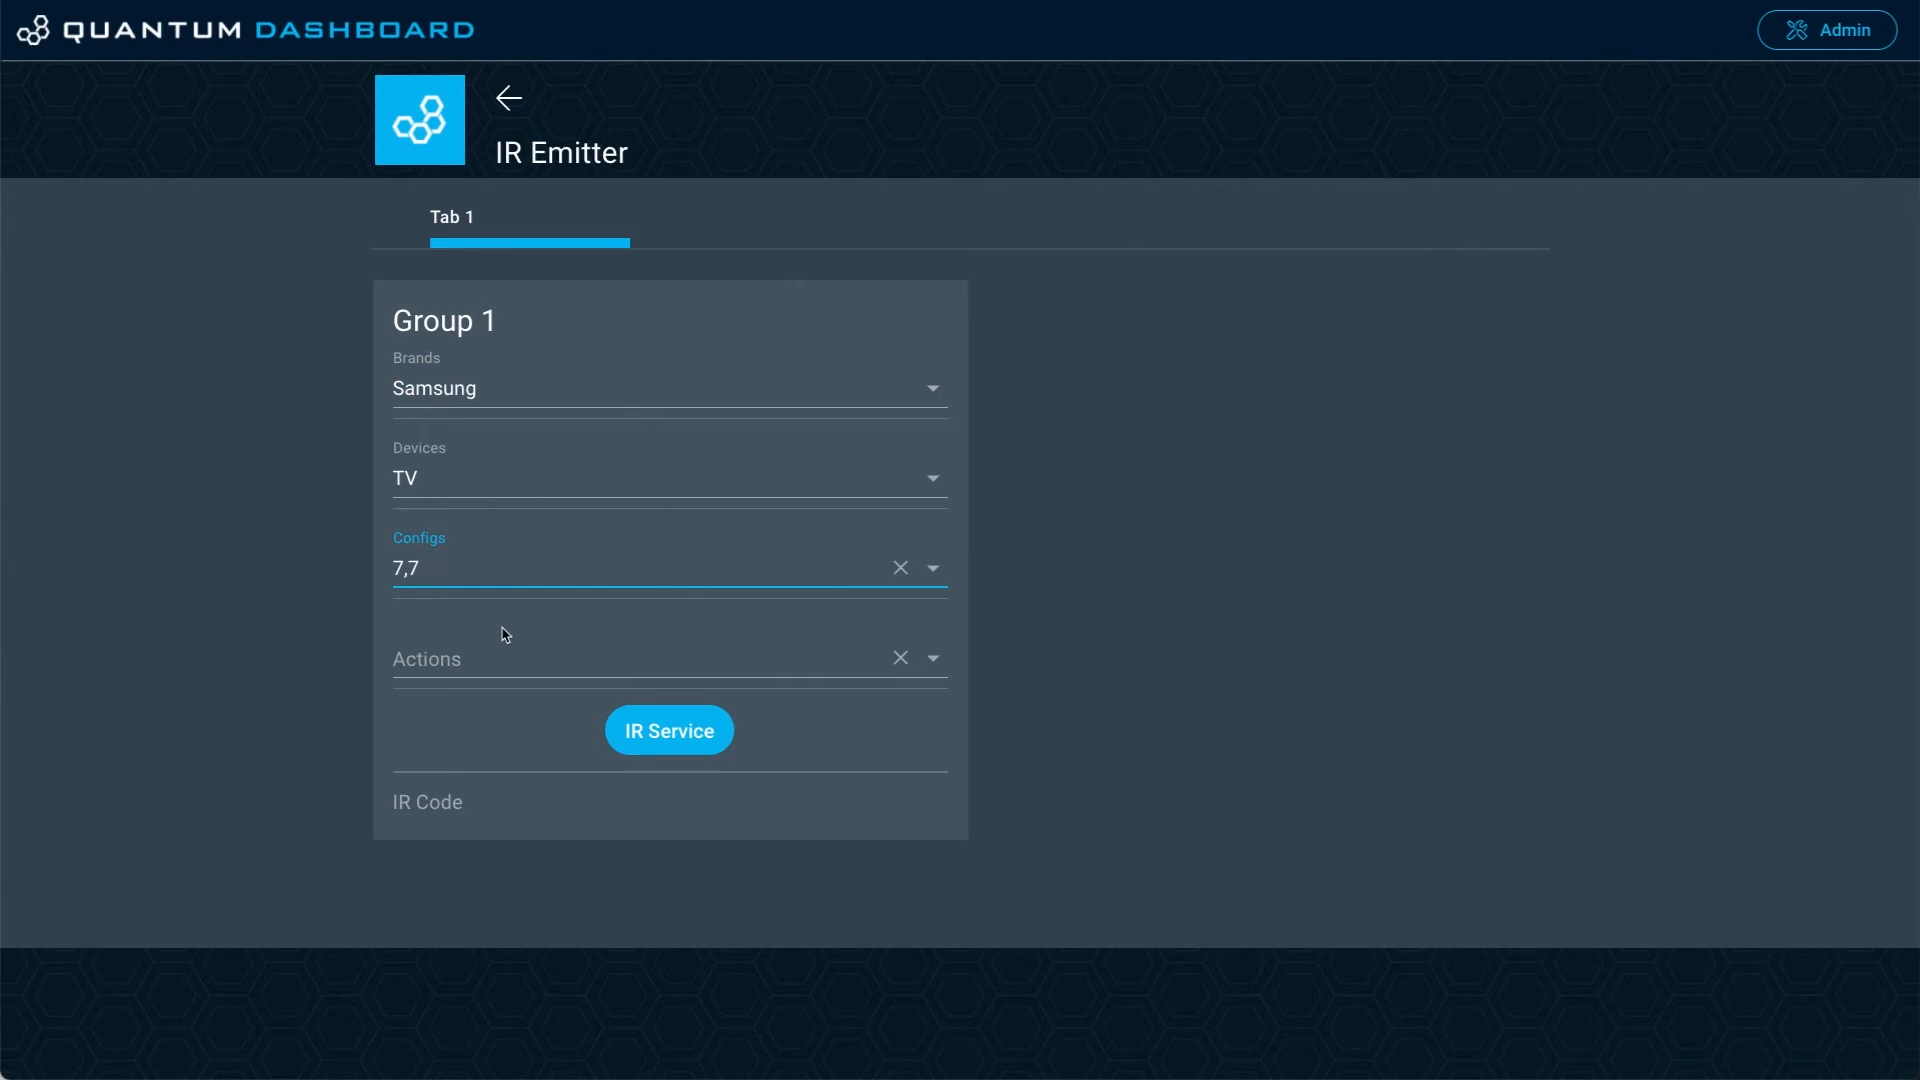 QUANTUM DASHBOARD
Admin
IR Emitter
Tab 1
Group 1
Brands
Samsung
Devices
TV
Configs
7,7
Actions
IR Service
IR Code